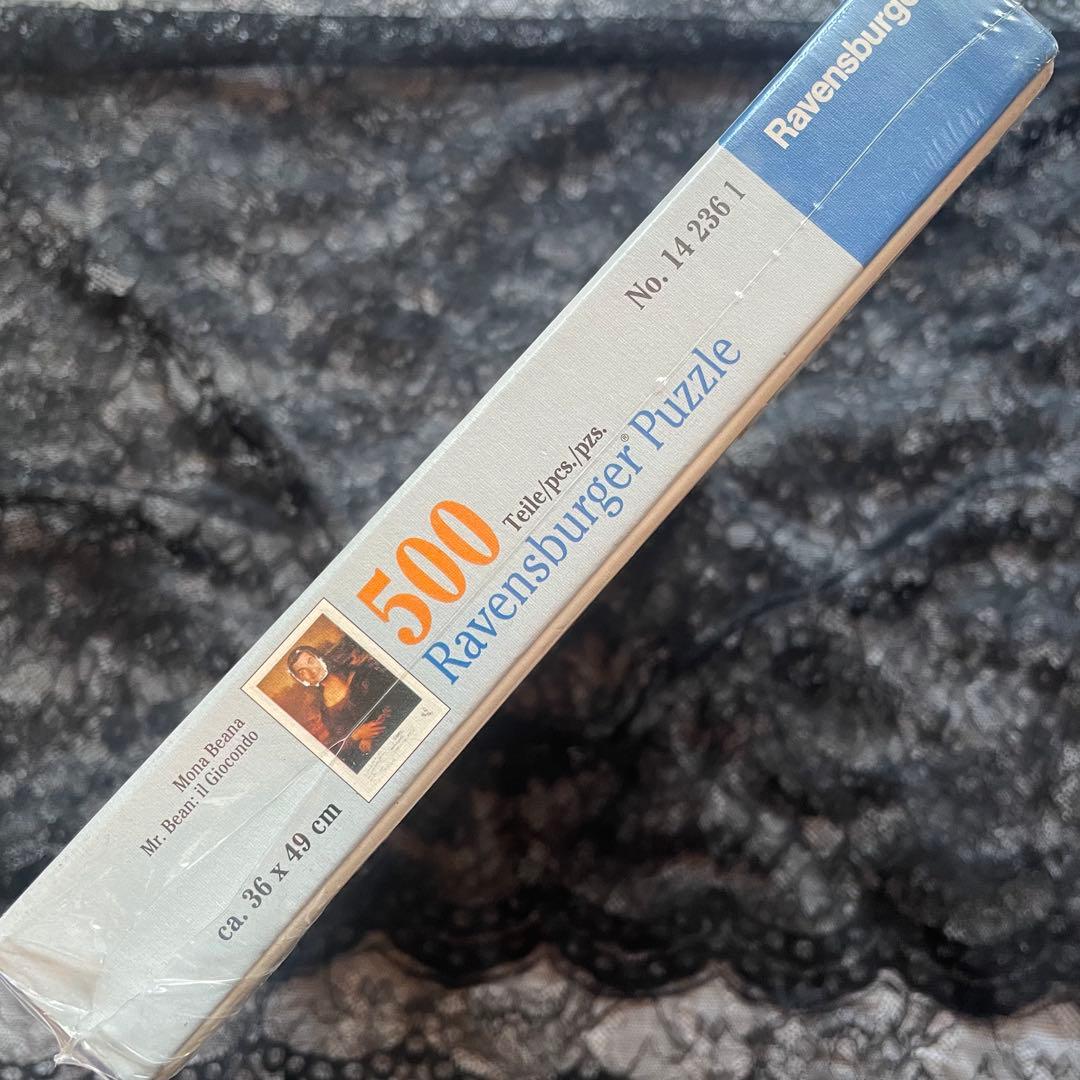 Ravensburge
No. 14 236 1
500 Teile/pcs./pzs.
Ravensburger® Puzzle
Mona Beana
Mr. Bean: il Giocondo
ca. 36 x 49 cm